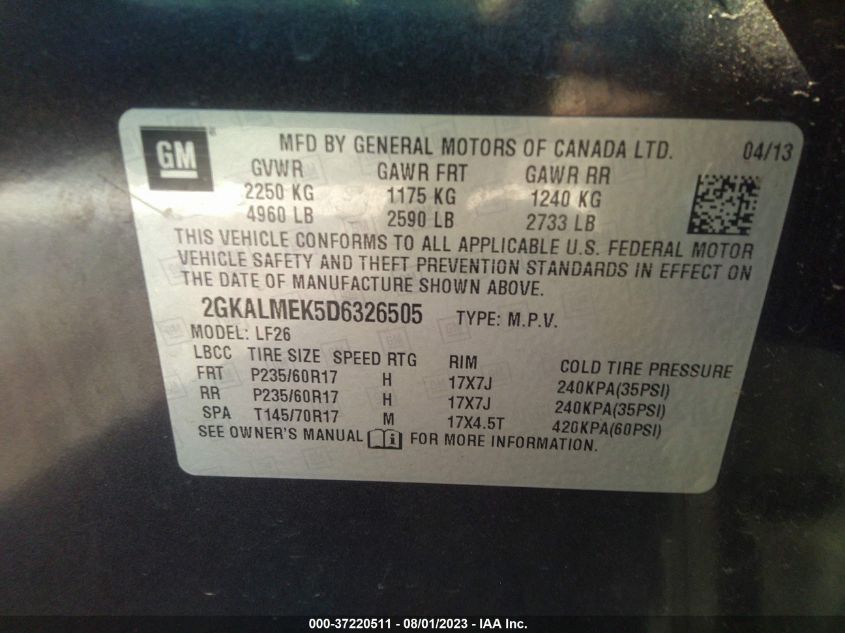 GM ®
MFD BY GENERAL MOTORS OF CANADA LTD. 04/13
GVWR GAWR FRT GAWR RR
2250 KG 1175 KG 1240 KG
4960 LB 2590 LB 2733 LB
THIS VEHICLE CONFORMS TO ALL APPLICABLE U.S. FEDERAL MOTOR
VEHICLE SAFETY AND THEFT PREVENTION STANDARDS IN EFFECT ON
THE DATE OF MANUFACTURE SHOWN ABOVE.
2GKALMEK5D6326505 TYPE: M.P.V.
MODEL: LF26
LBCC TIRE SIZE SPEED RTG RIM COLD TIRE PRESSURE
FRT P235/60R17 H 17X7J 240KPA(35PSI)
RR P235/60R17 H 17X7J 240KPA(35PSI)
SPA T145/70R17 M 17X4.5T 420KPA(60PSI)
SEE OWNER'S MANUAL FOR MORE INFORMATION.
000-37220511 - 08/01/2023 - IAA Inc.